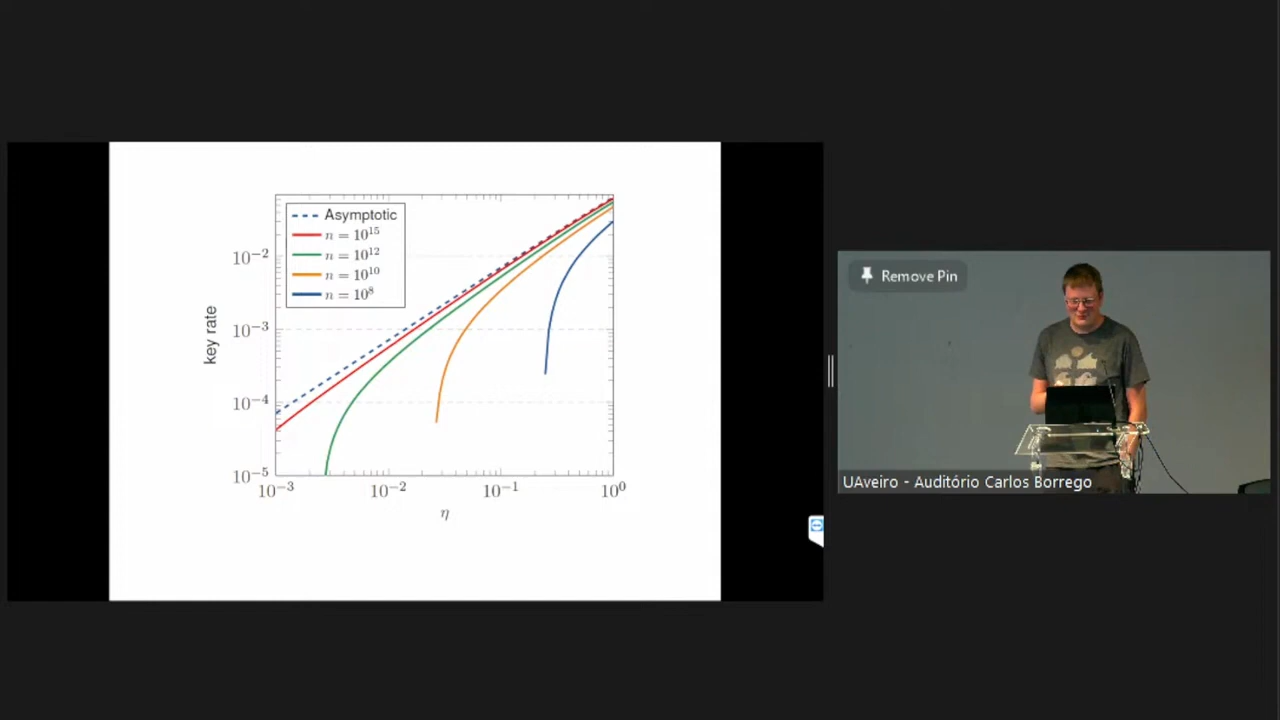 Asymptotic
n = 10^15
n = 10^12
n = 10^10
n = 10^8
10^-2
10^-3
10^-4
10^-5
key rate
10^-3 10^-2 10^-1 10^0
η
Remove Pin
UAveiro - Auditório Carlos Borrego